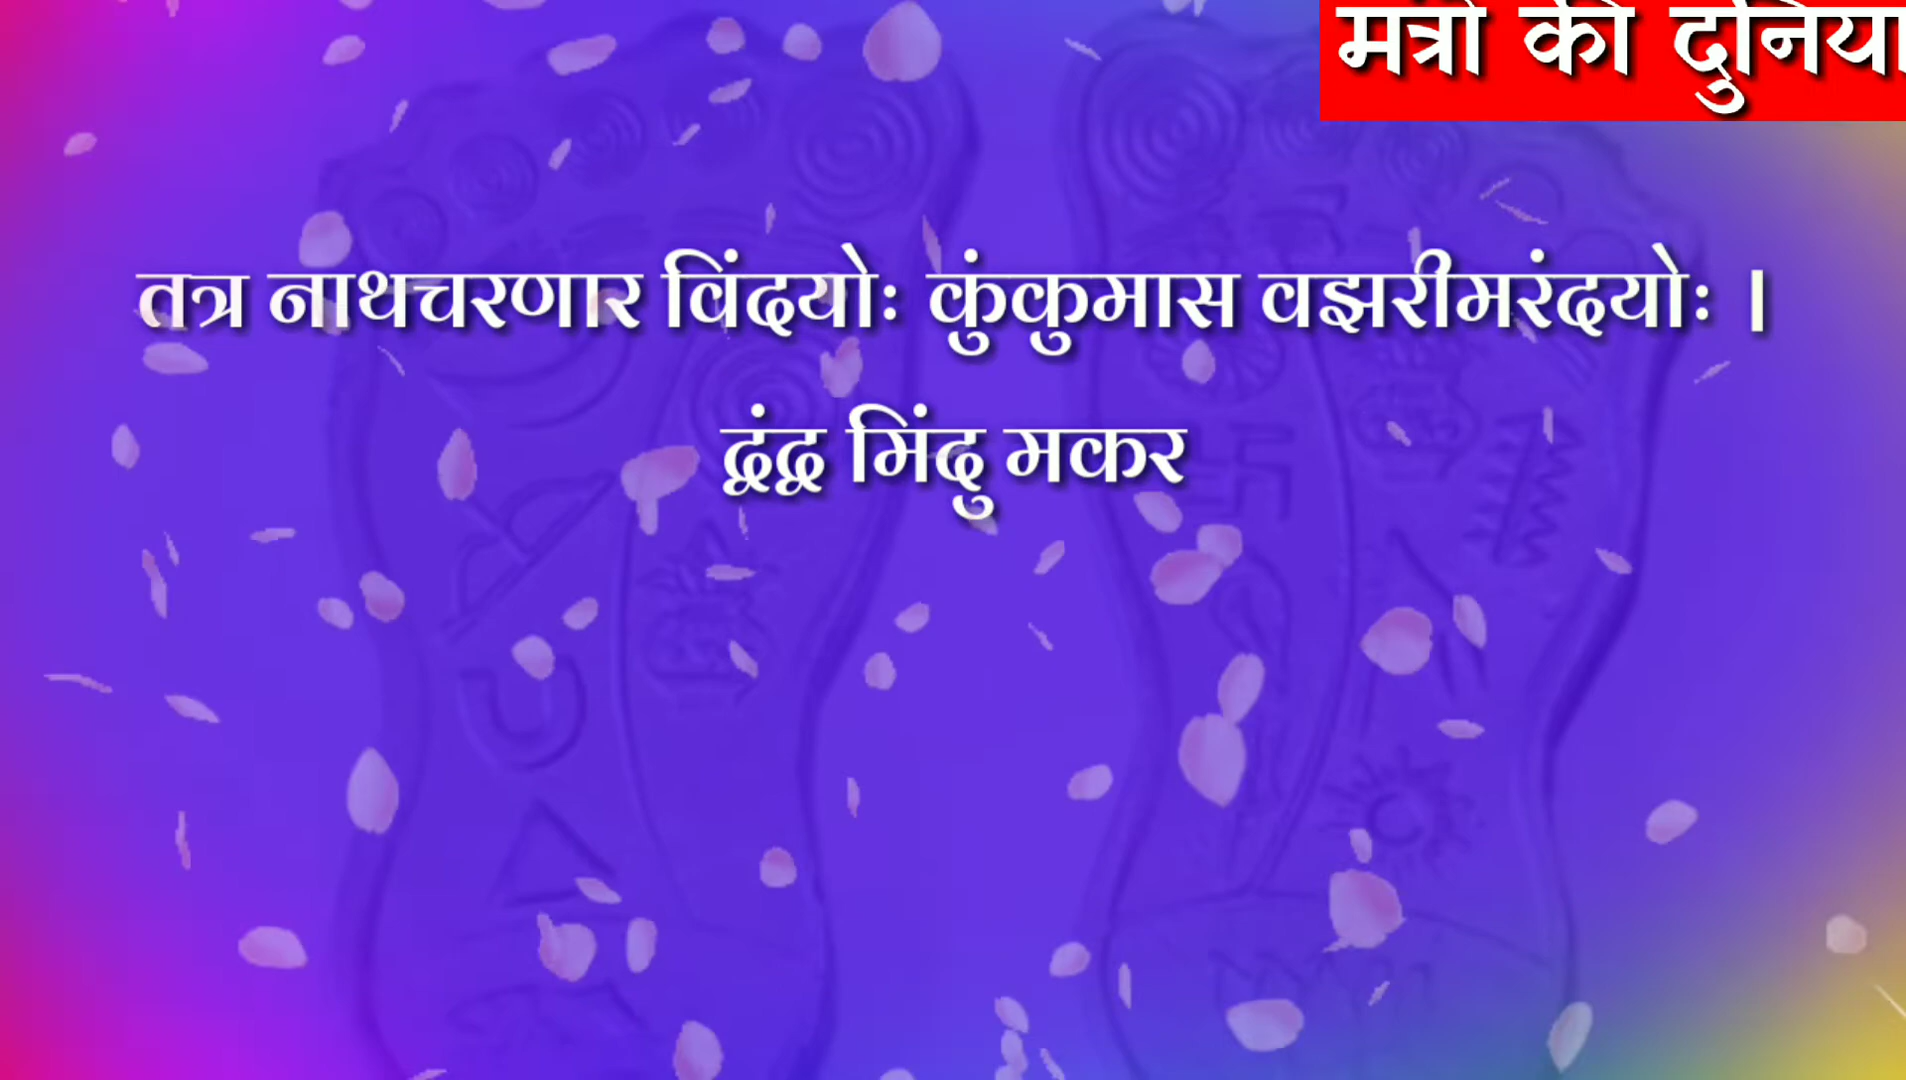 मंत्रों की दुनिया
तत्र नाथचरणार विंदयोः कुंकुमास वझरीमरंदयोः ।
द्वंद्व मिंदु मकर